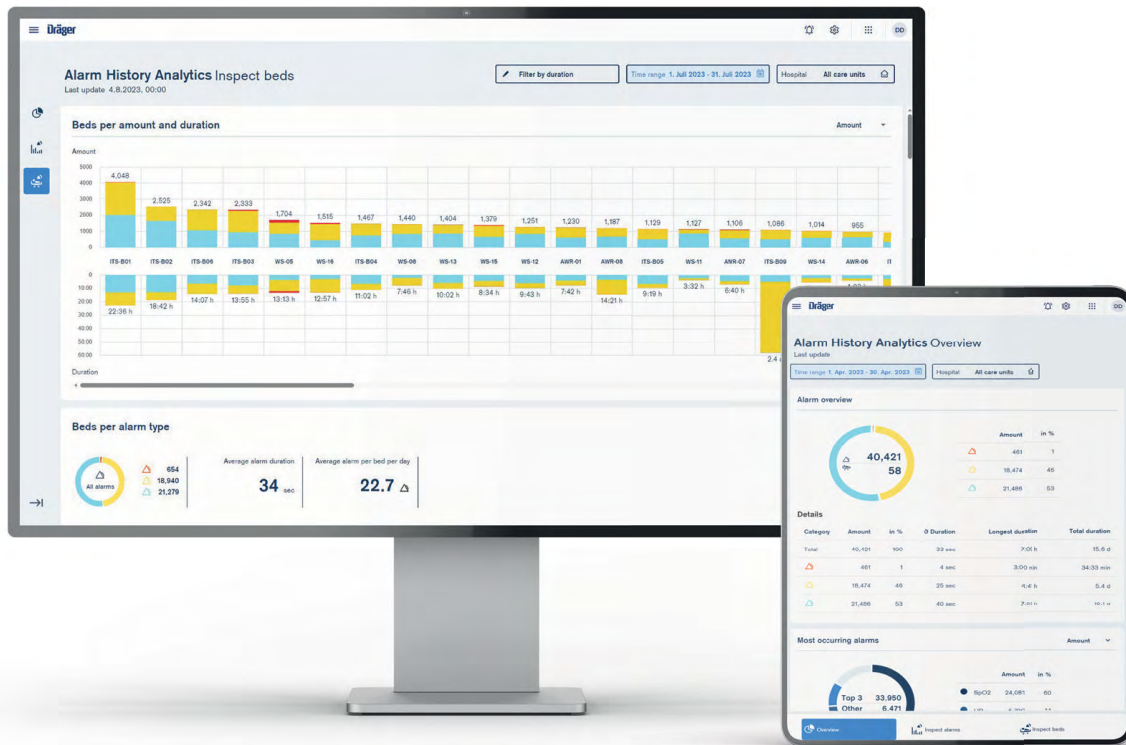 Dräger
DD
Alarm History Analytics Inspect beds
Last update 4.8.2023, 00:00
Filter by duration
Time range 1. Juli 2023 - 31. Juli 2023
Hospital All care units
Beds per amount and duration
Amount
Amount
5000
4000
3000
2000
1000
0
4,048 2,525 2,342 2,333 1,704 1,515 1,467 1,440 1,404 1,379 1,251 1,230 1,187 1,129 1,127 1,106 1,086 1,014 955
ITS-B01 ITS-B02 ITS-B06 ITS-B03 WS-05 WS-16 ITS-B04 WS-08 WS-13 WS-15 WS-12 AWR-01 AWR-08 ITS-B05 WS-11 AWR-07 ITS-B09 WS-14 AWR-06
0
10:00
20:00
30:00
40:00
50:00
60:00
22:36 h 18:42 h 14:07 h 13:55 h 13:13 h 12:57 h 11:02 h 7:46 h 10:02 h 8:34 h 9:43 h 7:42 h 14:21 h 9:19 h 3:32 h 6:40 h
2.4
Duration
Beds per alarm type
All alarms
654
18,940
21,279
Average alarm duration
34 sec
Average alarm per bed per day
22.7
Dräger
DD
Alarm History Analytics Overview
Last update
Time range 1. Apr. 2023 - 30. Apr. 2023
Hospital All care units
Alarm overview
40,421
58
Amount in %
461 1
18,474 46
21,486 53
Details
Category Amount in % Ø Duration Longest duration Total duration
Total 40,421 100 33 sec 7:01 h 15.6 d
461 1 4 sec 3:00 min 34:33 min
18,474 46 25 sec 5.4 d
21,486 53 40 sec
Most occurring alarms
Amount
Top 3 33,950
Other 6,471
Amount in %
SpO2 24,081 60
Overview
Inspect alarms
Inspect beds